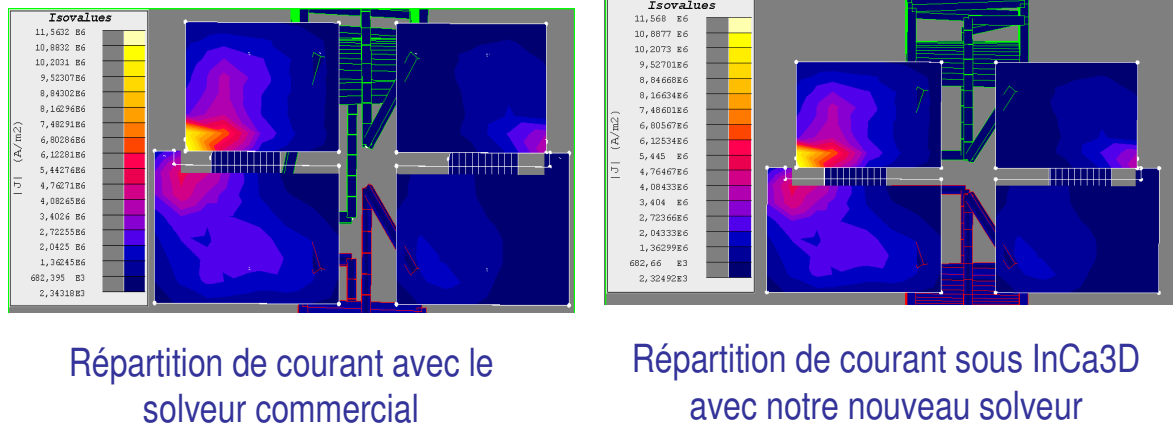 Isovalues
11,5632 E6
10,8832 E6
10,2031 E6
9,52307E6
8,84302E6
8,16296E6
7,48291E6
6,80286E6
6,12281E6
5,44276E6
4,76271E6
4,08265E6
3,4026 E6
2,72255E6
2,0425 E6
1,36245E6
682,395 E3
2,34318E3
|J| (A/m2)
Isovalues
11,568 E6
10,8877 E6
10,2073 E6
9,52701E6
8,84668E6
8,16634E6
7,48601E6
6,80567E6
6,12534E6
5,445 E6
4,76467E6
4,08433E6
3,404 E6
2,72366E6
2,04333E6
1,36299E6
682,66 E3
2,32492E3
|J| (A/m2)
Répartition de courant avec le
solveur commercial
Répartition de courant sous InCa3D
avec notre nouveau solveur